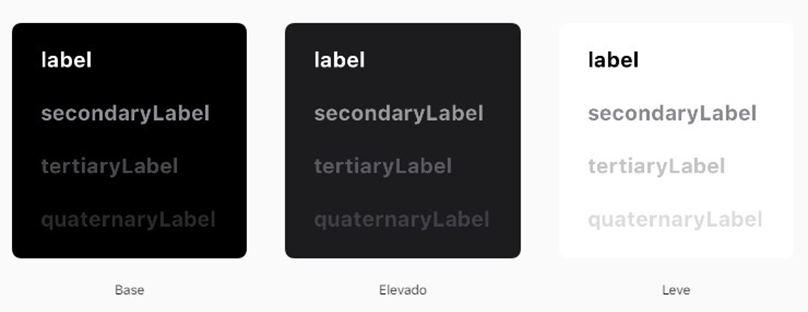 label
secondaryLabel
tertiaryLabel
quaternaryLabel
Base
label
secondaryLabel
tertiaryLabel
quaternaryLabel
Elevado
label
secondaryLabel
tertiaryLabel
quaternaryLabel
Leve